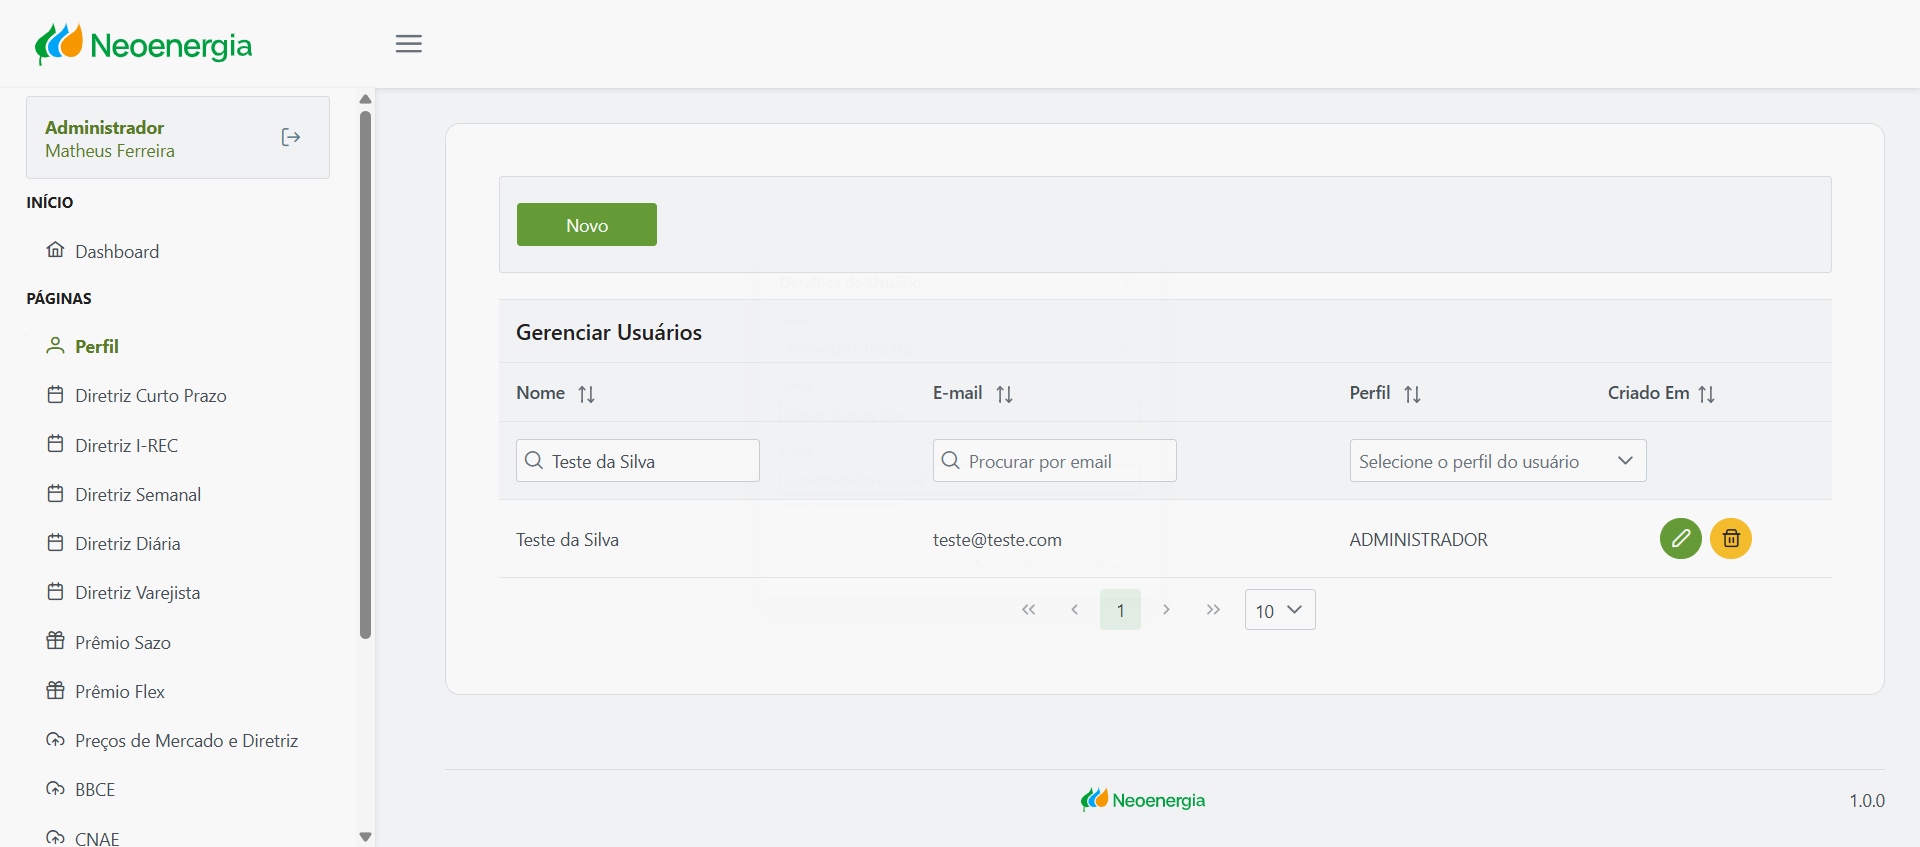 Neoenergia
Administrador
Matheus Ferreira
INÍCIO
Dashboard
PÁGINAS
Perfil
Diretriz Curto Prazo
Diretriz I-REC
Diretriz Semanal
Diretriz Diária
Diretriz Varejista
Prêmio Sazo
Prêmio Flex
Preços de Mercado e Diretriz
BBCE
CNAE
Novo
Detalhes do Usuário
Gerenciar Usuários
Nome E-mail Perfil Criado Em
Teste da Silva Procurar por email Selecione o perfil do usuário
Teste da Silva teste@teste.com ADMINISTRADOR
1 10
Neoenergia
1.0.0